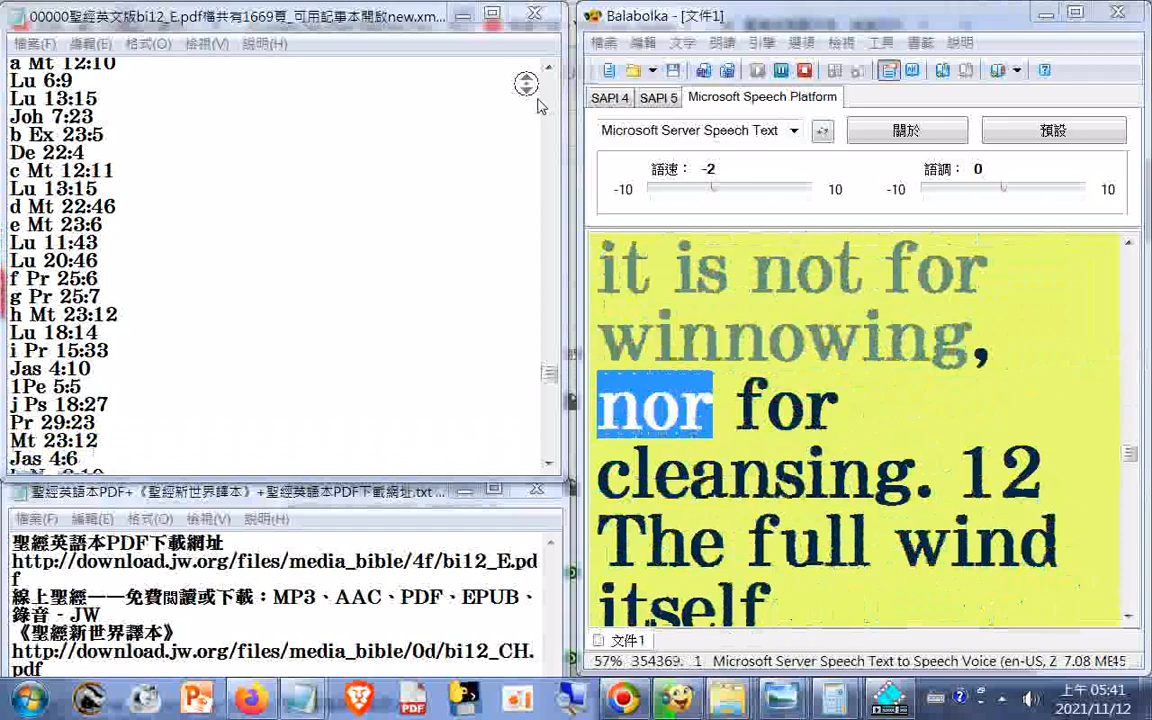 00000聖經英文版bi12_E.pdf檔共有1669頁_可用記事本開啟new.xm...
檔案(F) 編輯(E) 格式(O) 檢視(V) 說明(H)
a Mt 12:10
Lu 6:9
Lu 13:15
Joh 7:23
b Ex 23:5
De 22:4
c Mt 12:11
Lu 13:15
d Mt 22:46
e Mt 23:6
Lu 11:43
Lu 20:46
f Pr 25:6
g Pr 25:7
h Mt 23:12
Lu 18:14
i Pr 15:33
Jas 4:10
1Pe 5:5
j Ps 18:27
Pr 29:23
Mt 23:12
Jas 4:6
聖經英語本PDF+《聖經新世界譯本》+聖經英語本PDF下載網址.txt ...
檔案(F) 編輯(E) 格式(O) 檢視(V) 說明(H)
聖經英語本PDF下載網址
http://download.jw.org/files/media_bible/4f/bi12_E.pd
f
線上聖經——免費閱讀或下載：MP3、AAC、PDF、EPUB、
錄音 - JW
《聖經新世界譯本》
http://download.jw.org/files/media_bible/0d/bi12_CH.
pdf
Balabolka - [文件1]
檔案 編輯 文字 朗讀 引擎 選項 檢視 工具 書籤 說明
SAPI 4 SAPI 5 Microsoft Speech Platform
Microsoft Server Speech Text 關於 預設
語速： -2 語調： 0
-10 10 -10 10
it is not for
winnowing,
nor for
cleansing. 12
The full wind
itself
文件1
57% 354369: 1 Microsoft Server Speech Text to Speech Voice (en-US, Z 7.08 ME45
上午 05:41
2021/11/12